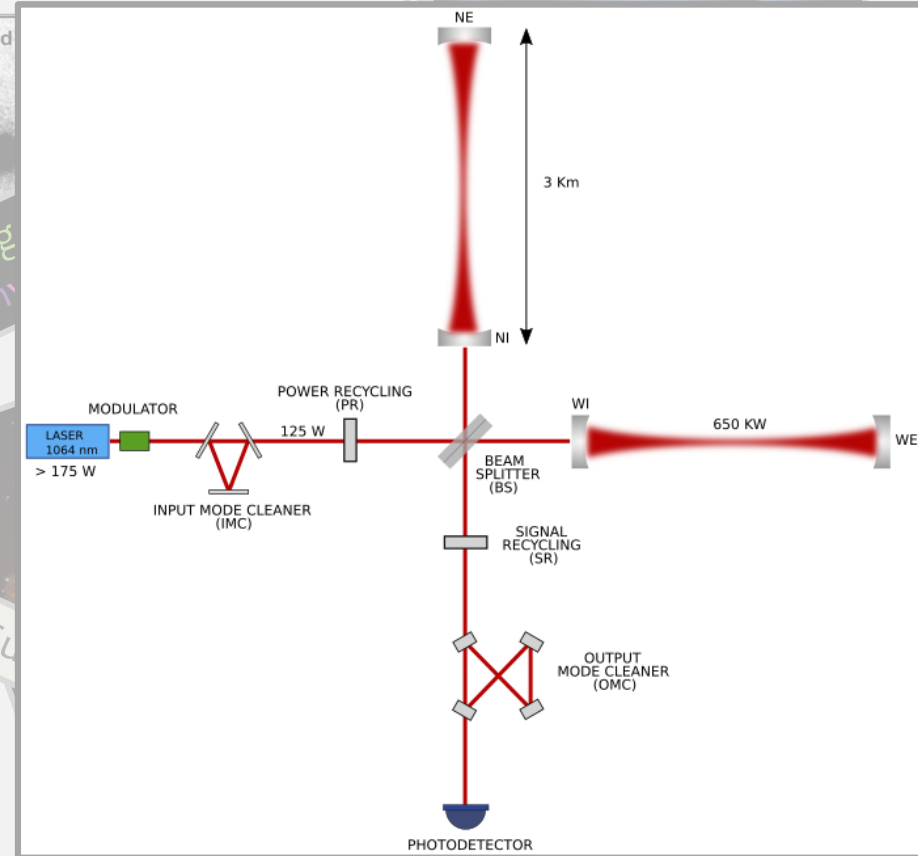 NE
3 Km
NI
POWER RECYCLING
(PR)
MODULATOR
WI
LASER
1064 nm
125 W
650 KW
WE
> 175 W
BEAM
SPLITTER
(BS)
INPUT MODE CLEANER
(IMC)
SIGNAL
RECYCLING
(SR)
OUTPUT
MODE CLEANER
(OMC)
PHOTODETECTOR